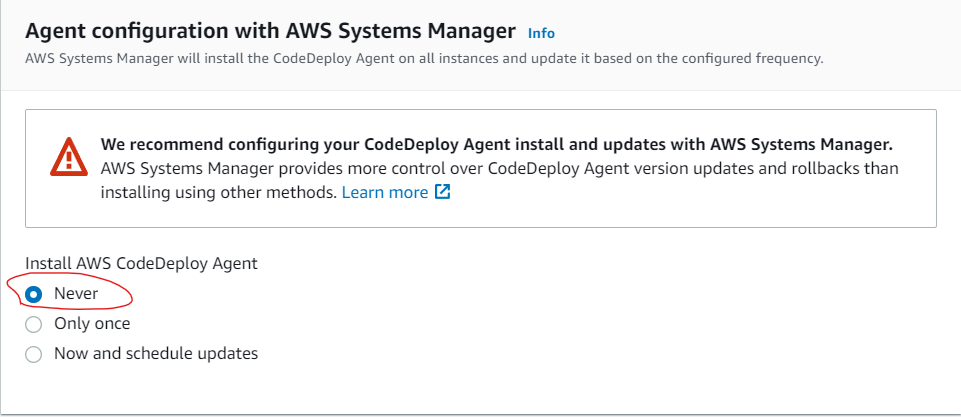 Agent configuration with AWS Systems Manager Info
AWS Systems Manager will install the CodeDeploy Agent on all instances and update it based on the configured frequency.
We recommend configuring your CodeDeploy Agent install and updates with AWS Systems Manager.
AWS Systems Manager provides more control over CodeDeploy Agent version updates and rollbacks than
installing using other methods. Learn more
Install AWS CodeDeploy Agent
Never
Only once
Now and schedule updates